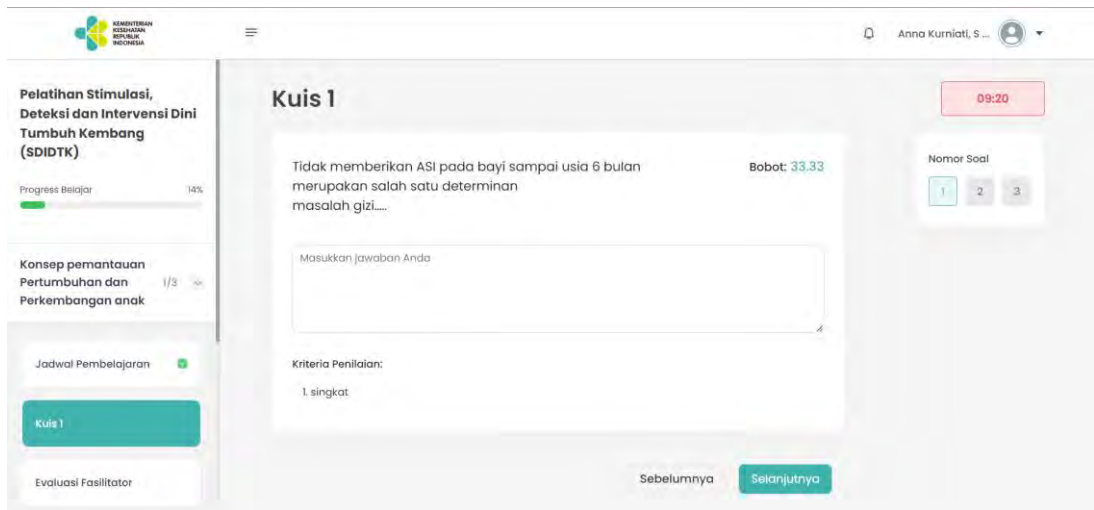 KEMENTERIAN
KESEHATAN
REPUBLIK
INDONESIA
Anna Kurniati, S ...
Pelatihan Stimulasi,
Deteksi dan Intervensi Dini
Tumbuh Kembang
(SDIDTK)
Progress Belajar 14%
Konsep pemantauan
Pertumbuhan dan 1/3
Perkembangan anak
Jadwal Pembelajaran
Kuis 1
Evaluasi Fasilitator
Kuis 1
09:20
Tidak memberikan ASI pada bayi sampai usia 6 bulan
merupakan salah satu determinan
masalah gizi.....
Bobot: 33.33
Masukkan jawaban Anda
Kriteria Penilaian:
1. singkat
Sebelumnya
Selanjutnya
Nomor Soal
1 2 3